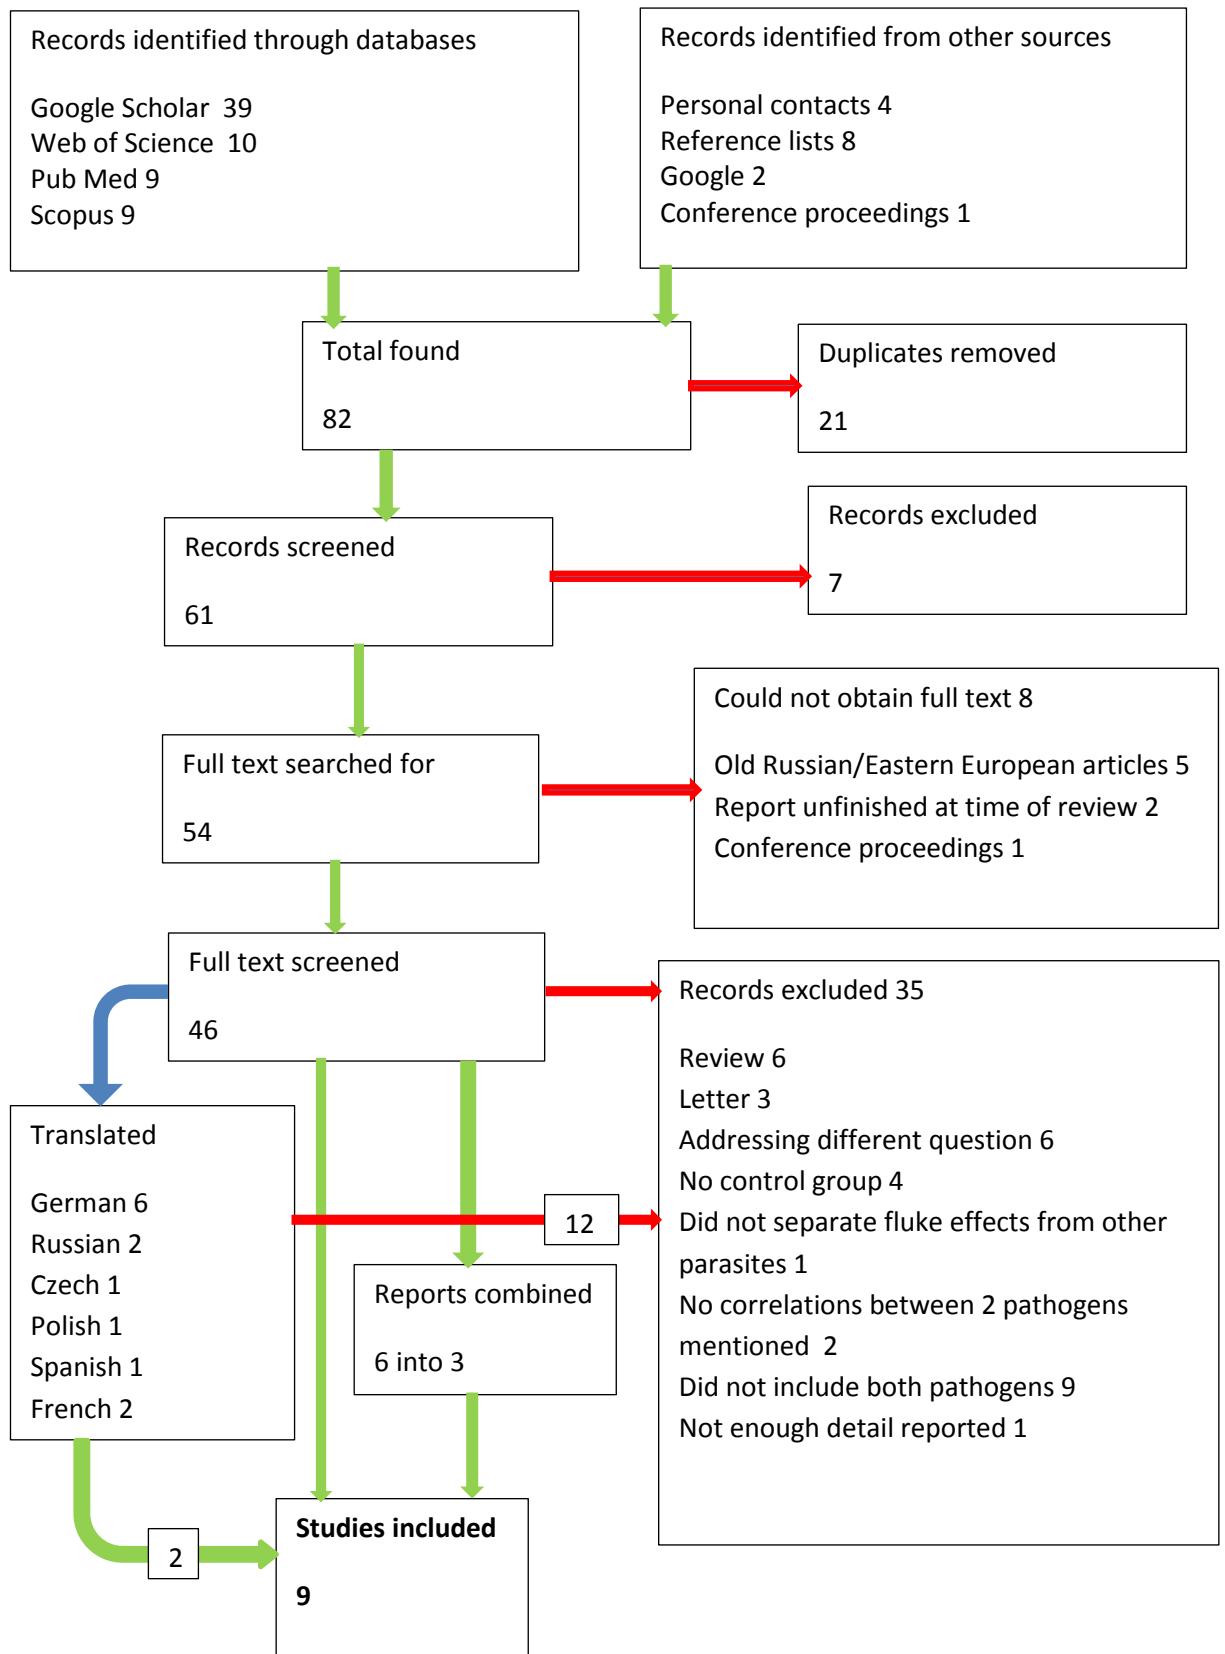 Records identified through databases
Google Scholar 39
Web of Science 10
Pub Med 9
Scopus 9
Records identified from other sources
Personal contacts 4
Reference lists 8
Google 2
Conference proceedings 1
Total found
82
Duplicates removed
21
Records screened
61
Records excluded
7
Full text searched for
54
Could not obtain full text 8
Old Russian/Eastern European articles 5
Report unfinished at time of review 2
Conference proceedings 1
Full text screened
46
Records excluded 35
Review 6
Letter 3
Addressing different question 6
No control group 4
Did not separate fluke effects from other
parasites 1
No correlations between 2 pathogens
mentioned 2
Did not include both pathogens 9
Not enough detail reported 1
Translated
German 6
Russian 2
Czech 1
Polish 1
Spanish 1
French 2
12
Reports combined
6 into 3
2
Studies included
9